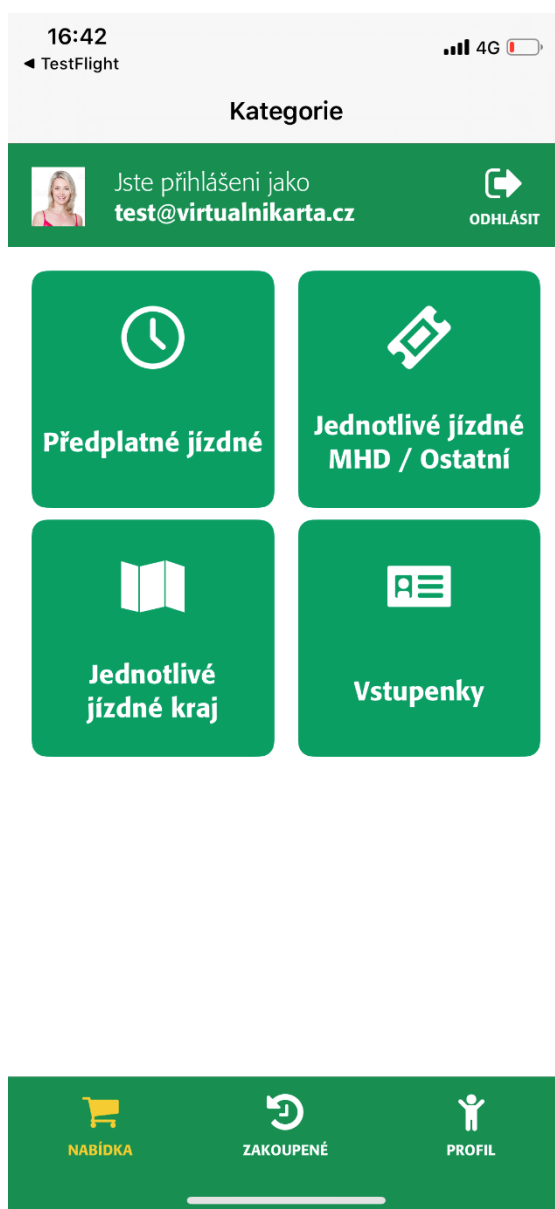 16:42
4G
◀ TestFlight
Kategorie
Jste přihlášeni jako
test@virtualnikarta.cz
ODHLÁSIT
Předplatné jízdné
Jednotlivé jízdné
MHD / Ostatní
Jednotlivé
jízdné kraj
Vstupenky
NABÍDKA
ZAKOUPENÉ
PROFIL